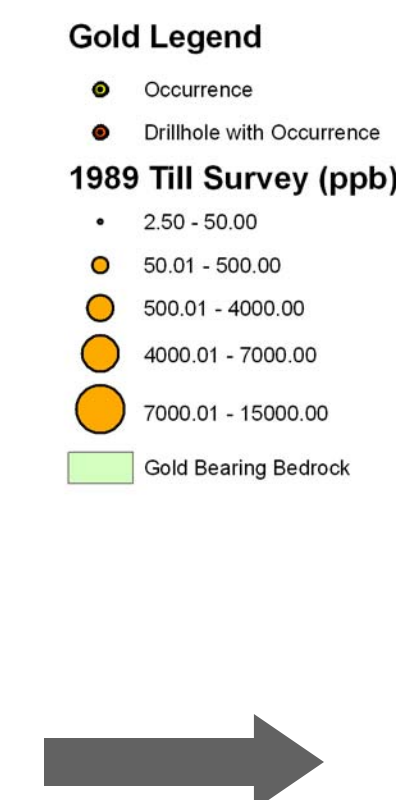 Gold Legend
Occurrence
Drillhole with Occurrence
1989 Till Survey (ppb)
2.50 - 50.00
50.01 - 500.00
500.01 - 4000.00
4000.01 - 7000.00
7000.01 - 15000.00
Gold Bearing Bedrock